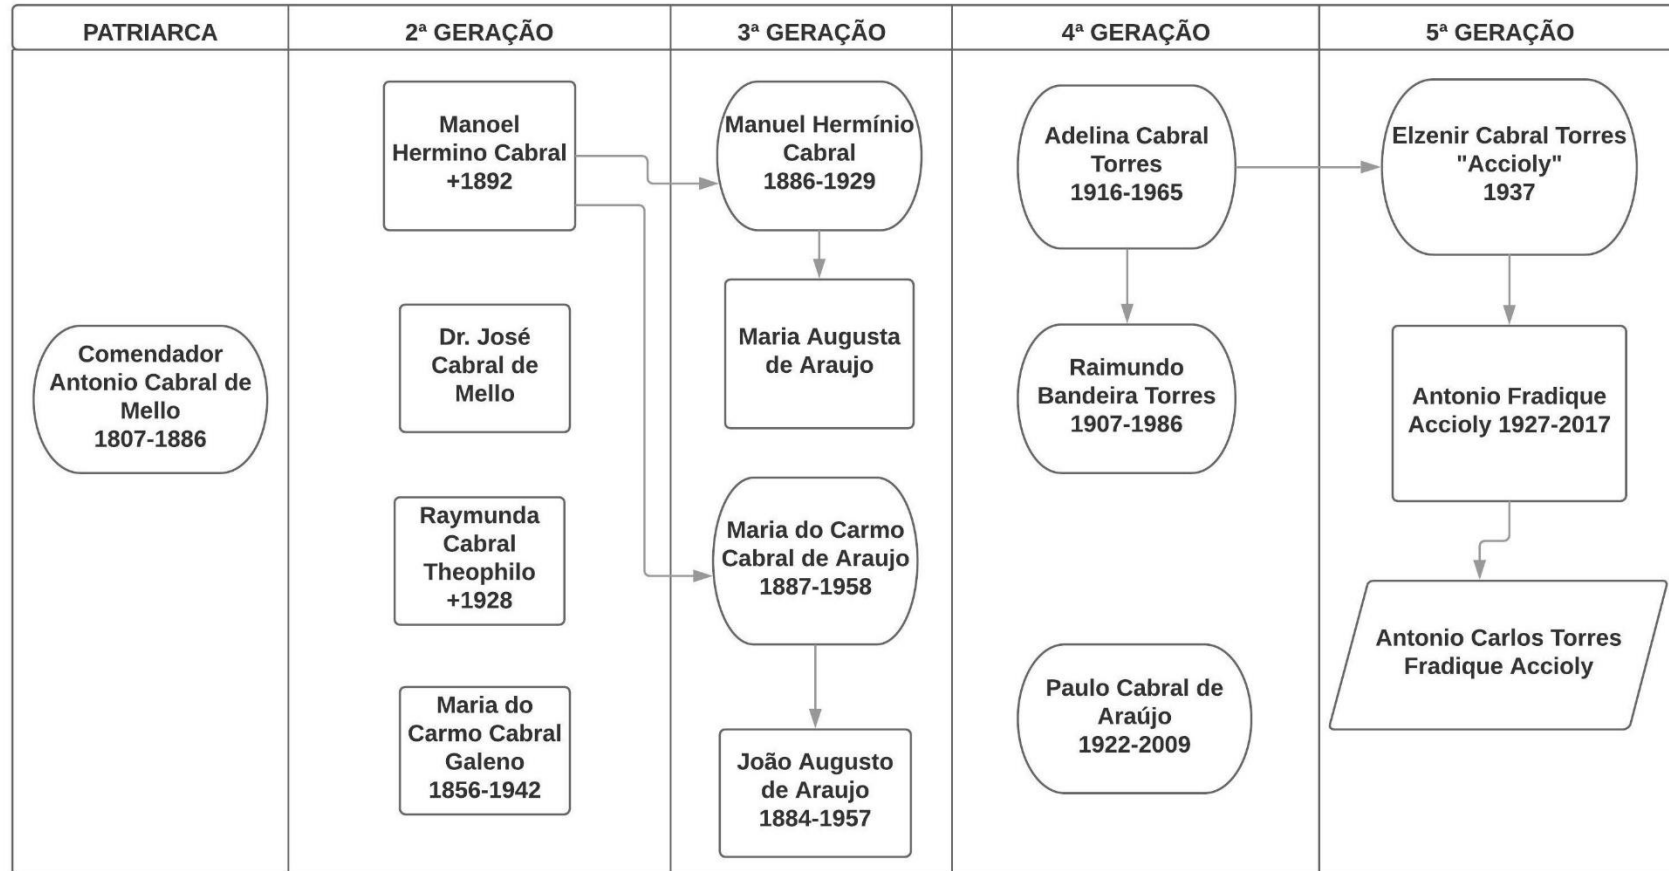 PATRIARCA
2ª GERAÇÃO
3ª GERAÇÃO
4ª GERAÇÃO
5ª GERAÇÃO
Comendador
Antonio Cabral de
Mello
1807-1886
Manoel
Hermino Cabral
+1892
Dr. José
Cabral de
Mello
Raymunda
Cabral
Theophilo
+1928
Maria do
Carmo Cabral
Galeno
1856-1942
Manuel Hermínio
Cabral
1886-1929
Maria Augusta
de Araujo
Maria do Carmo
Cabral de Araujo
1887-1958
João Augusto
de Araujo
1884-1957
Adelina Cabral
Torres
1916-1965
Raimundo
Bandeira Torres
1907-1986
Paulo Cabral de
Araújo
1922-2009
Elzenir Cabral Torres
"Accioly"
1937
Antonio Fradique
Accioly 1927-2017
Antonio Carlos Torres
Fradique Accioly